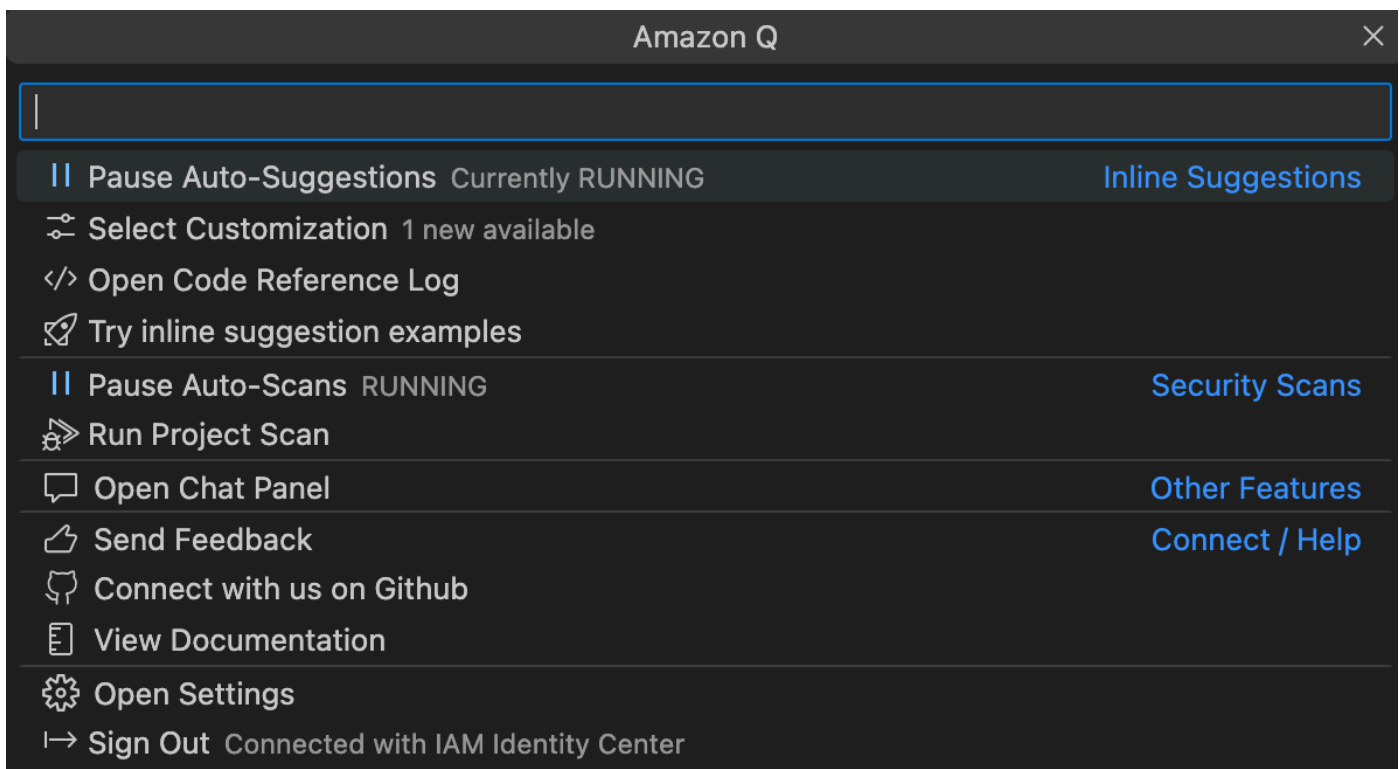 Amazon Q
Pause Auto-Suggestions Currently RUNNING Inline Suggestions
Select Customization 1 new available
Open Code Reference Log
Try inline suggestion examples
Pause Auto-Scans RUNNING Security Scans
Run Project Scan
Open Chat Panel Other Features
Send Feedback Connect / Help
Connect with us on Github
View Documentation
Open Settings
Sign Out Connected with IAM Identity Center